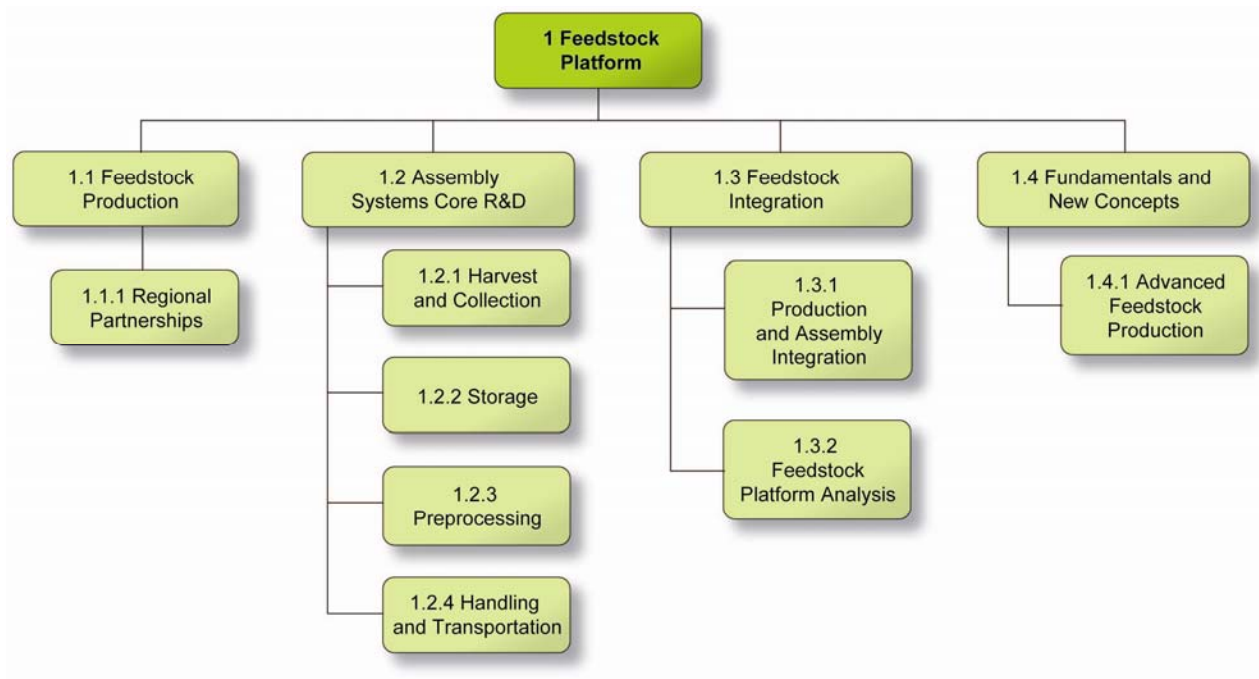 1 Feedstock
Platform
1.1 Feedstock
Production
1.2 Assembly
Systems Core R&D
1.3 Feedstock
Integration
1.4 Fundamentals and
New Concepts
1.1.1 Regional
Partnerships
1.2.1 Harvest
and Collection
1.2.2 Storage
1.2.3
Preprocessing
1.2.4 Handling
and Transportation
1.3.1
Production
and Assembly
Integration
1.3.2
Feedstock
Platform Analysis
1.4.1 Advanced
Feedstock
Production